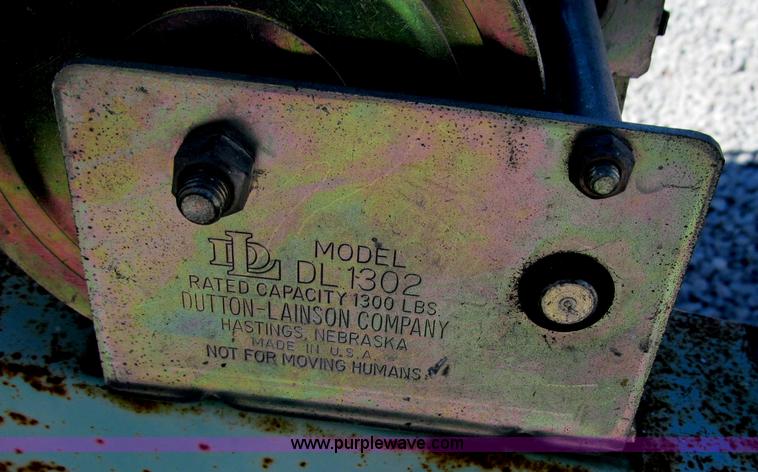 DLD
MODEL
DL 1302
RATED CAPACITY 1300 LBS.
DUTTON-LAINSON COMPANY
HASTINGS, NEBRASKA
MADE IN U.S.A.
NOT FOR MOVING HUMANS.
www.purplewave.com